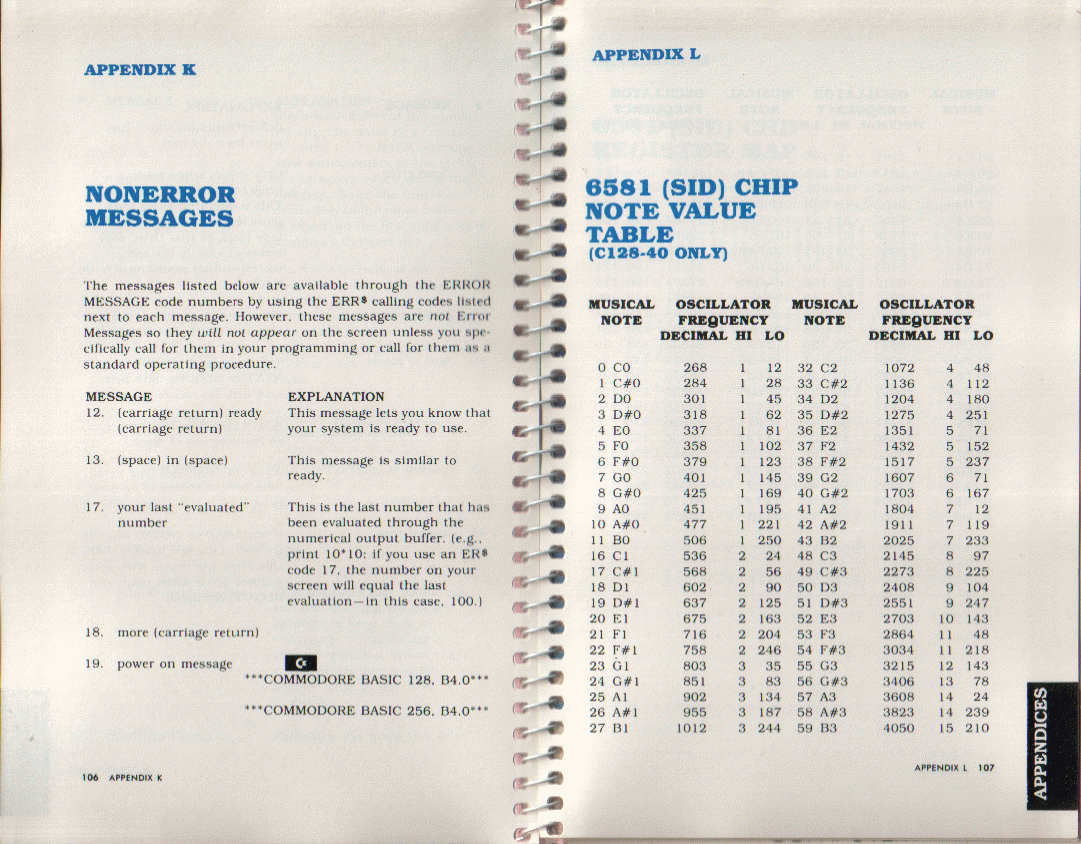 APPENDIX K
NONERROR
MESSAGES
The messages listed below are available through the ERROR
MESSAGE code numbers by using the ERR$ calling codes listed
next to each message. However, these messages are not Error
Messages so they will not appear on the screen unless you spe-
cifically call for them in your programming or call for them as a
standard operating procedure.
MESSAGE EXPLANATION
12. (carriage return) ready This message lets you know that
(carriage return) your system is ready to use.
13. (space) in (space) This message is similar to
ready.
17. your last "evaluated" This is the last number that has
number been evaluated through the
numerical output buffer. (e.g.,
print 10*10: if you use an ER$
code 17, the number on your
screen will equal the last
evaluation—in this case, 100.)
18. more (carriage return)
19. power on message
***COMMODORE BASIC 128, B4.0***
***COMMODORE BASIC 256, B4.0***
106 APPENDIX K
APPENDIX L
6581 (SID) CHIP
NOTE VALUE
TABLE
(C128-40 ONLY)
MUSICAL OSCILLATOR MUSICAL OSCILLATOR
NOTE FREQUENCY NOTE FREQUENCY
DECIMAL HI LO DECIMAL HI LO
0 C0 268 1 12 32 C2 1072 4 48
1 C#0 284 1 28 33 C#2 1136 4 112
2 D0 301 1 45 34 D2 1204 4 180
3 D#0 318 1 62 35 D#2 1275 4 251
4 E0 337 1 81 36 E2 1351 5 71
5 F0 358 1 102 37 F2 1432 5 152
6 F#0 379 1 123 38 F#2 1517 5 237
7 G0 401 1 145 39 G2 1607 6 71
8 G#0 425 1 169 40 G#2 1703 6 167
9 A0 451 1 195 41 A2 1804 7 12
10 A#0 477 1 221 42 A#2 1911 7 119
11 B0 506 1 250 43 B2 2025 7 233
16 C1 536 2 24 48 C3 2145 8 97
17 C#1 568 2 56 49 C#3 2273 8 225
18 D1 602 2 90 50 D3 2408 9 104
19 D#1 637 2 125 51 D#3 2551 9 247
20 E1 675 2 163 52 E3 2703 10 143
21 F1 716 2 204 53 F3 2864 11 48
22 F#1 758 2 246 54 F#3 3034 11 218
23 G1 803 3 35 55 G3 3215 12 143
24 G#1 851 3 83 56 G#3 3406 13 78
25 A1 902 3 134 57 A3 3608 14 24
26 A#1 955 3 187 58 A#3 3823 14 239
27 B1 1012 3 244 59 B3 4050 15 210
APPENDIX L 107
APPENDICES